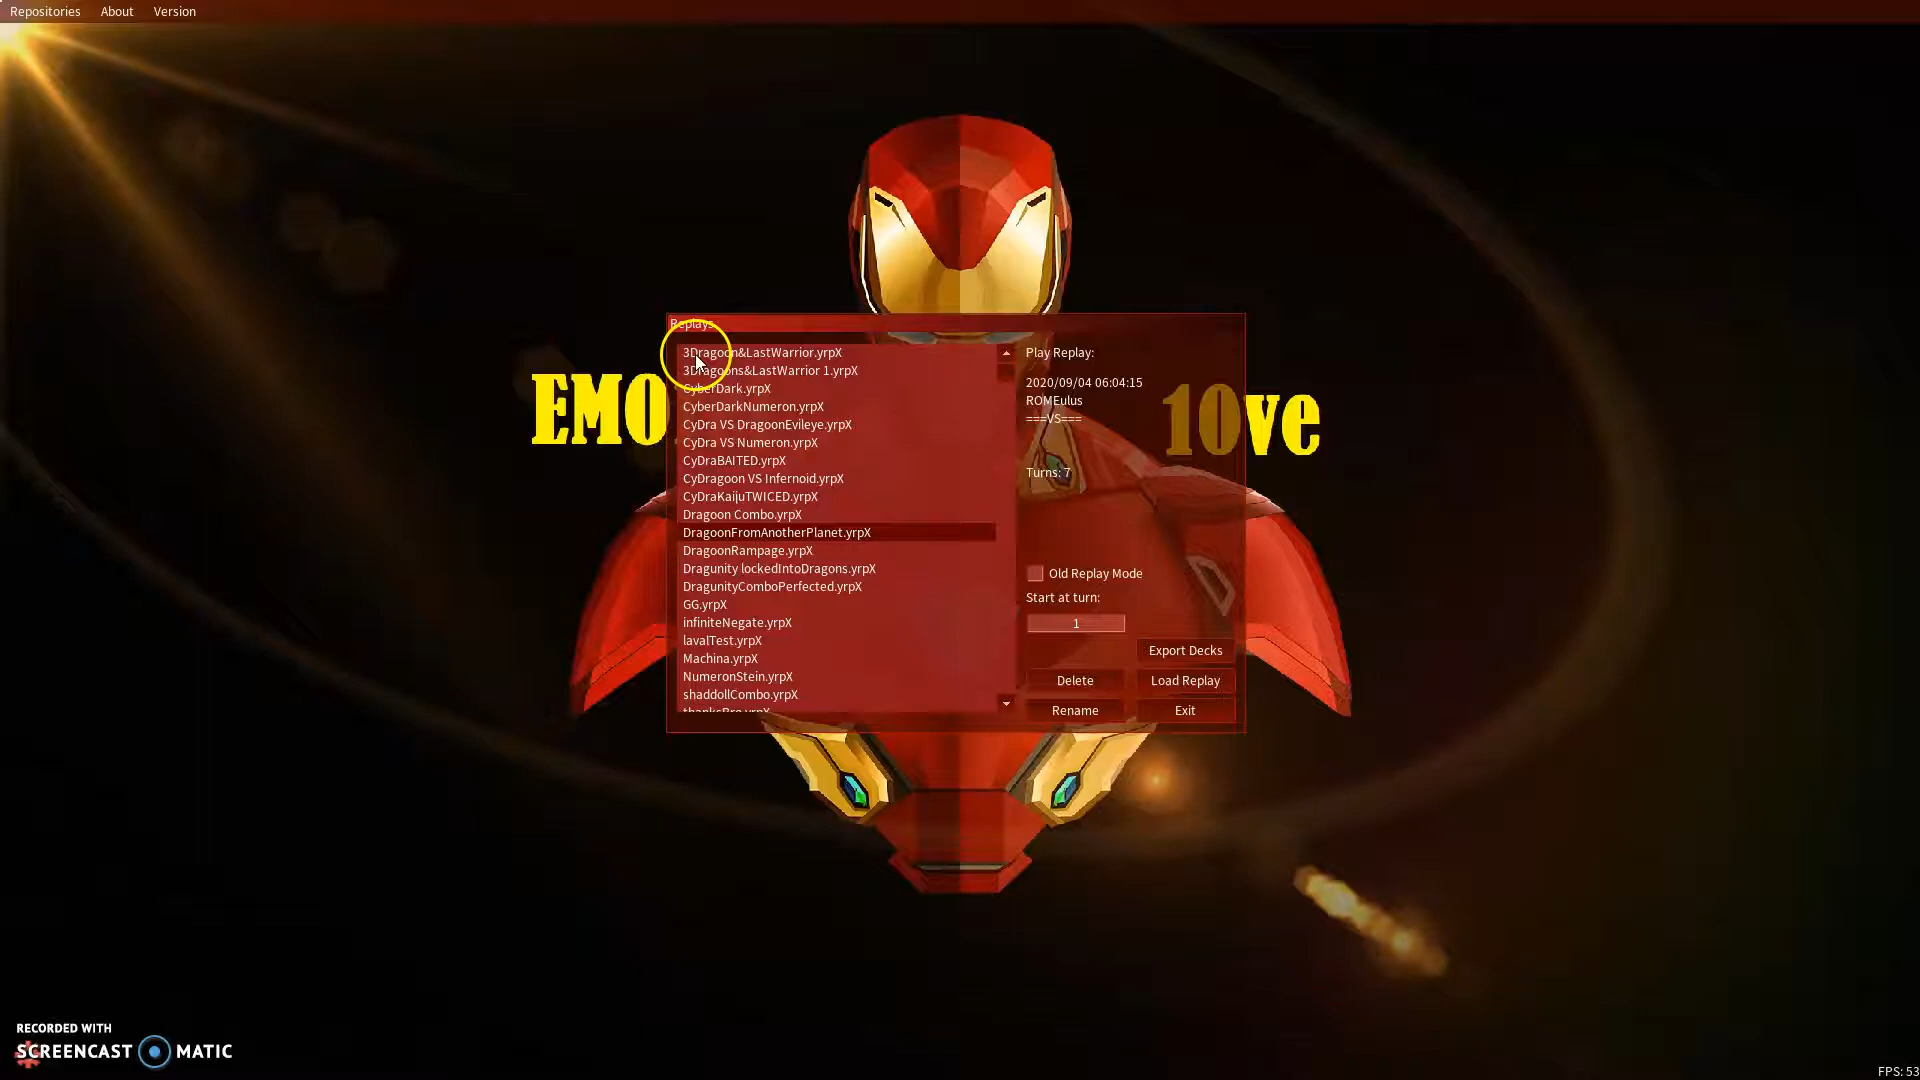 Repositories About Version
EMO 10ve
Replays
3Dragoon&LastWarrior.yrpX
3Dragoons&LastWarrior 1.yrpX
CyberDark.yrpX
CyberDarkNumeron.yrpX
CyDra VS DragoonEvileye.yrpX
CyDra VS Numeron.yrpX
CyDraBAITED.yrpX
CyDragoon VS Infernoid.yrpX
CyDraKaijuTWICED.yrpX
Dragoon Combo.yrpX
DragoonFromAnotherPlanet.yrpX
DragoonRampage.yrpX
Dragunity lockedIntoDragons.yrpX
DragunityComboPerfected.yrpX
GG.yrpX
infiniteNegate.yrpX
lavalTest.yrpX
Machina.yrpX
NumeronStein.yrpX
shaddollCombo.yrpX
thanksBro.yrpX
Play Replay:
2020/09/04 06:04:15
ROMEulus
===VS===
Turns: 7
Old Replay Mode
Start at turn:
1
Export Decks
Delete Load Replay
Rename Exit
RECORDED WITH
SCREENCAST MATIC
FPS: 53